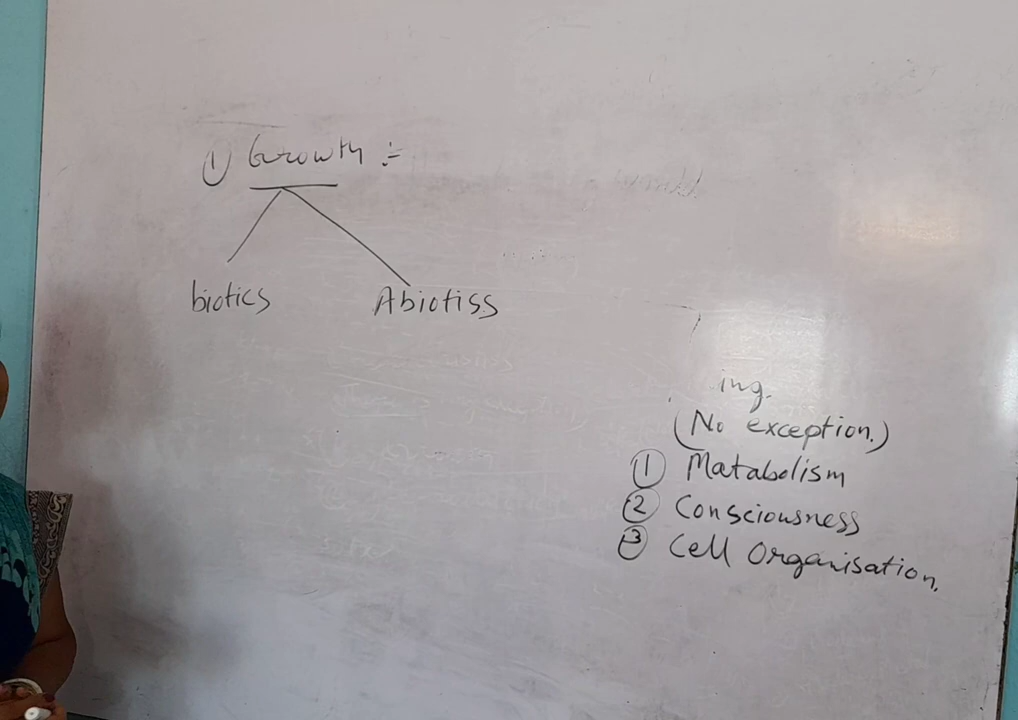 ① Growth :-
biotics Abiotiss
ing.
(No exception.)
① Matabolism
② Consciousness
③ Cell Organisation.